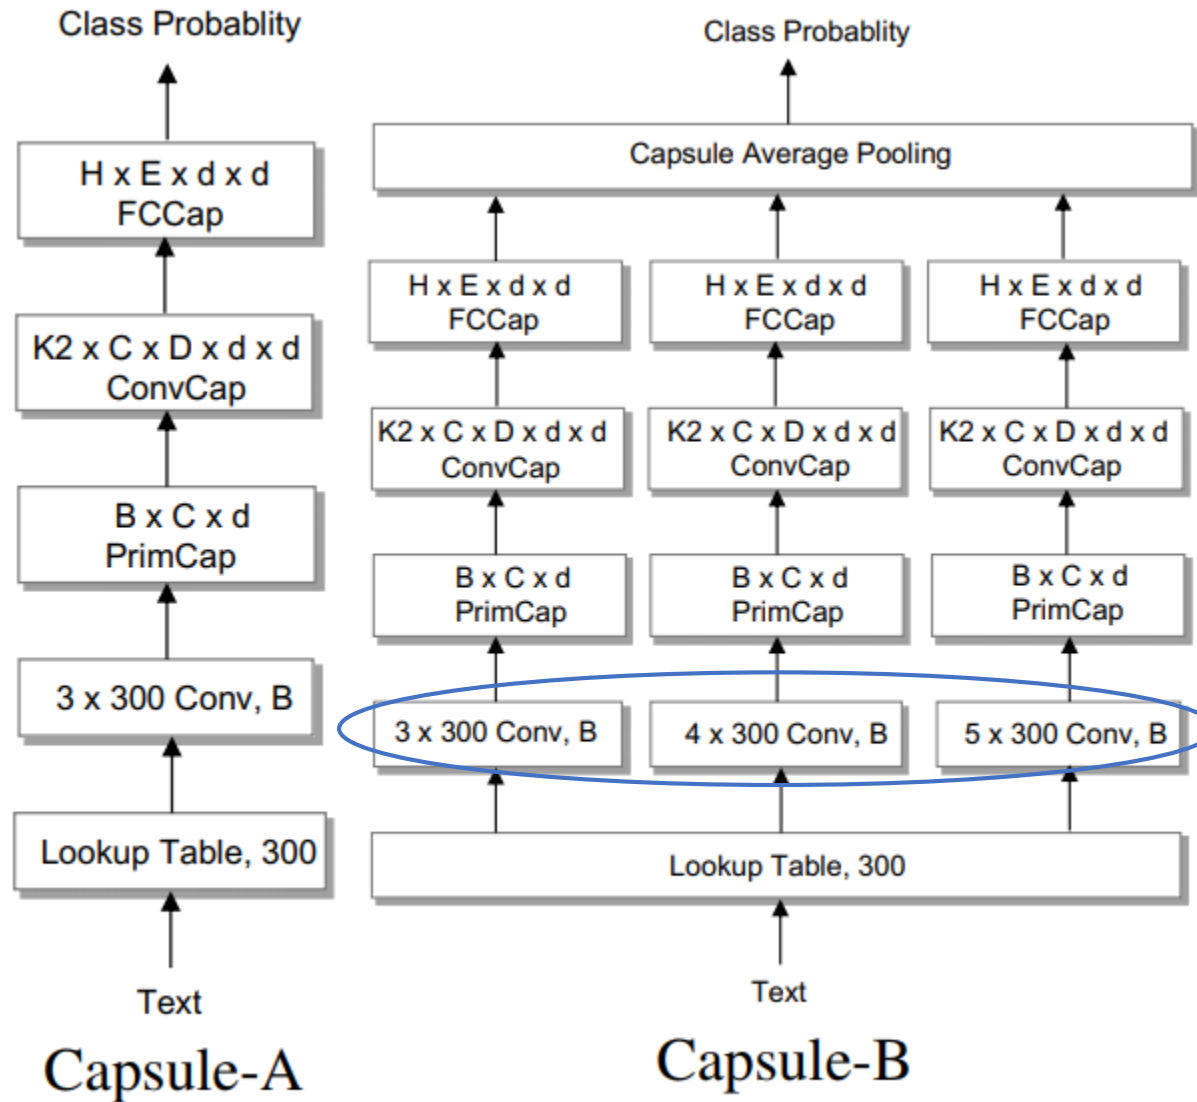 Class Probablity
H x E x d x d
FCCap
K2 x C x D x d x d
ConvCap
B x C x d
PrimCap
3 x 300 Conv, B
Lookup Table, 300
Text
Capsule-A
Class Probablity
Capsule Average Pooling
H x E x d x d
FCCap
H x E x d x d
FCCap
H x E x d x d
FCCap
K2 x C x D x d x d
ConvCap
K2 x C x D x d x d
ConvCap
K2 x C x D x d x d
ConvCap
B x C x d
PrimCap
B x C x d
PrimCap
B x C x d
PrimCap
3 x 300 Conv, B
4 x 300 Conv, B
5 x 300 Conv, B
Lookup Table, 300
Text
Capsule-B